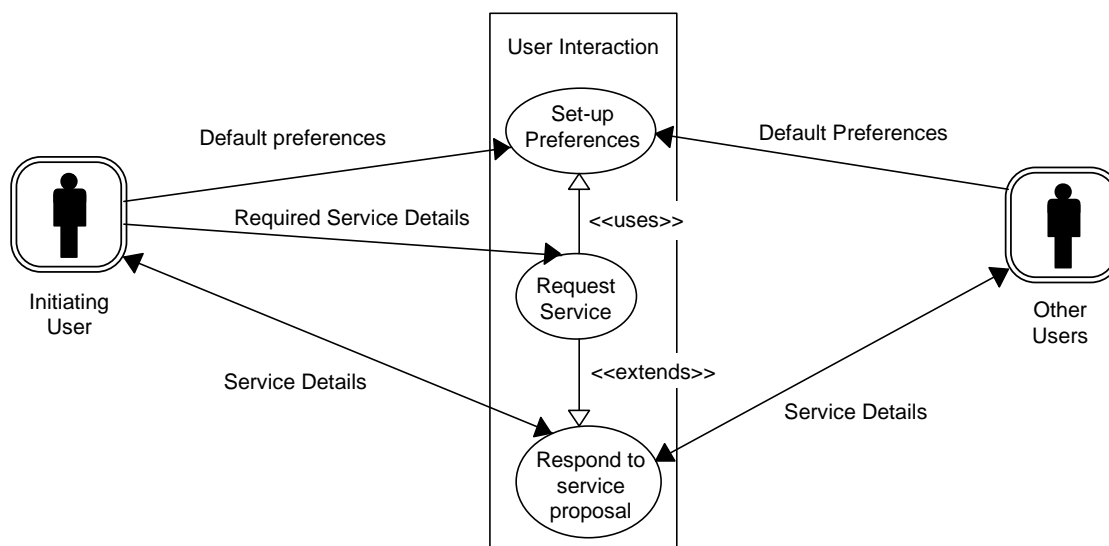 User Interaction
Set-up
Preferences
Default preferences
Default Preferences
Required Service Details
<<uses>>
Request
Service
Initiating
User
Other
Users
<<extends>>
Service Details
Service Details
Respond to
service
proposal